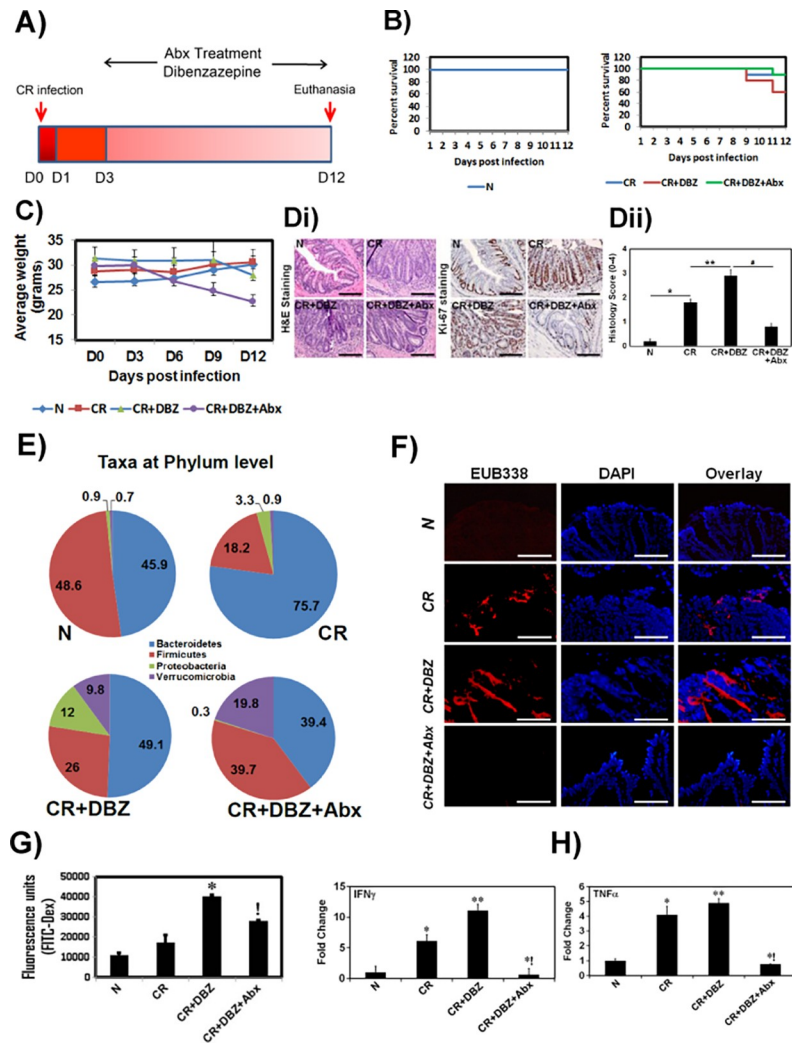 A)
Abx Treatment
Dibenzazepine
CR infection
Euthanasia
D0 D1 D3 D12
B)
Percent survival
120
100
80
60
40
20
0
1 2 3 4 5 6 7 8 9 10 11 12
Days post infection
N
Percent survival
120
100
80
60
40
20
0
1 2 3 4 5 6 7 8 9 10 11 12
Days post infection
CR CR+DBZ CR+DBZ+Abx
C)
Average weight
(grams)
35
30
25
20
15
D0 D3 D6 D9 D12
Days post infection
N CR CR+DBZ CR+DBZ+Abx
Di)
H&E Staining
N CR
CR+DBZ CR+DBZ+Abx
Ki-67 staining
N CR
CR+DBZ CR+DBZ+Abx
Dii)
Histology Score (0-4)
4
3
2
1
0
* ** #
N CR CR+DBZ CR+DBZ
+Abx
E)
Taxa at Phylum level
0.9 0.7
48.6 45.9
N
3.3 0.9
18.2
75.7
CR
Bacteroidetes
Firmicutes
Proteobacteria
Verrucomicrobia
9.8
12
26
49.1
CR+DBZ
0.3
19.8
39.4
39.7
CR+DBZ+Abx
F)
EUB338 DAPI Overlay
N
CR
CR+DBZ
CR+DBZ+Abx
G)
Fluorescence units
(FITC-Dex)
50000
40000
30000
20000
10000
0
* !
N CR CR+DBZ CR+DBZ+Abx
IFNγ
Fold Change
15
10
5
0
* ** *!
N CR CR+DBZ CR+DBZ+Abx
H)
TNFα
Fold Change
6
5
4
3
2
1
0
* ** *!
N CR CR+DBZ CR+DBZ+Abx